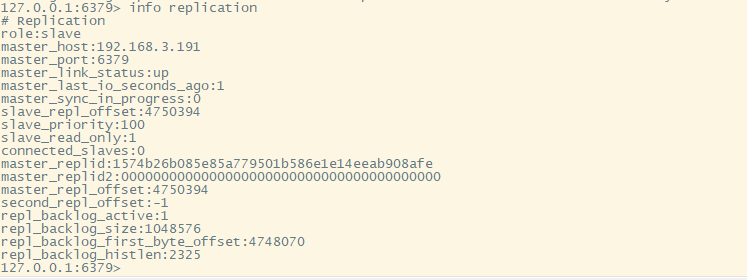 127.0.0.1:6379> info replication
# Replication
role:slave
master_host:192.168.3.191
master_port:6379
master_link_status:up
master_last_io_seconds_ago:1
master_sync_in_progress:0
slave_repl_offset:4750394
slave_priority:100
slave_read_only:1
connected_slaves:0
master_replid:1574b26b085e85a779501b586e1e14eeab908afe
master_replid2:0000000000000000000000000000000000000000
master_repl_offset:4750394
second_repl_offset:-1
repl_backlog_active:1
repl_backlog_size:1048576
repl_backlog_first_byte_offset:4748070
repl_backlog_histlen:2325
127.0.0.1:6379>